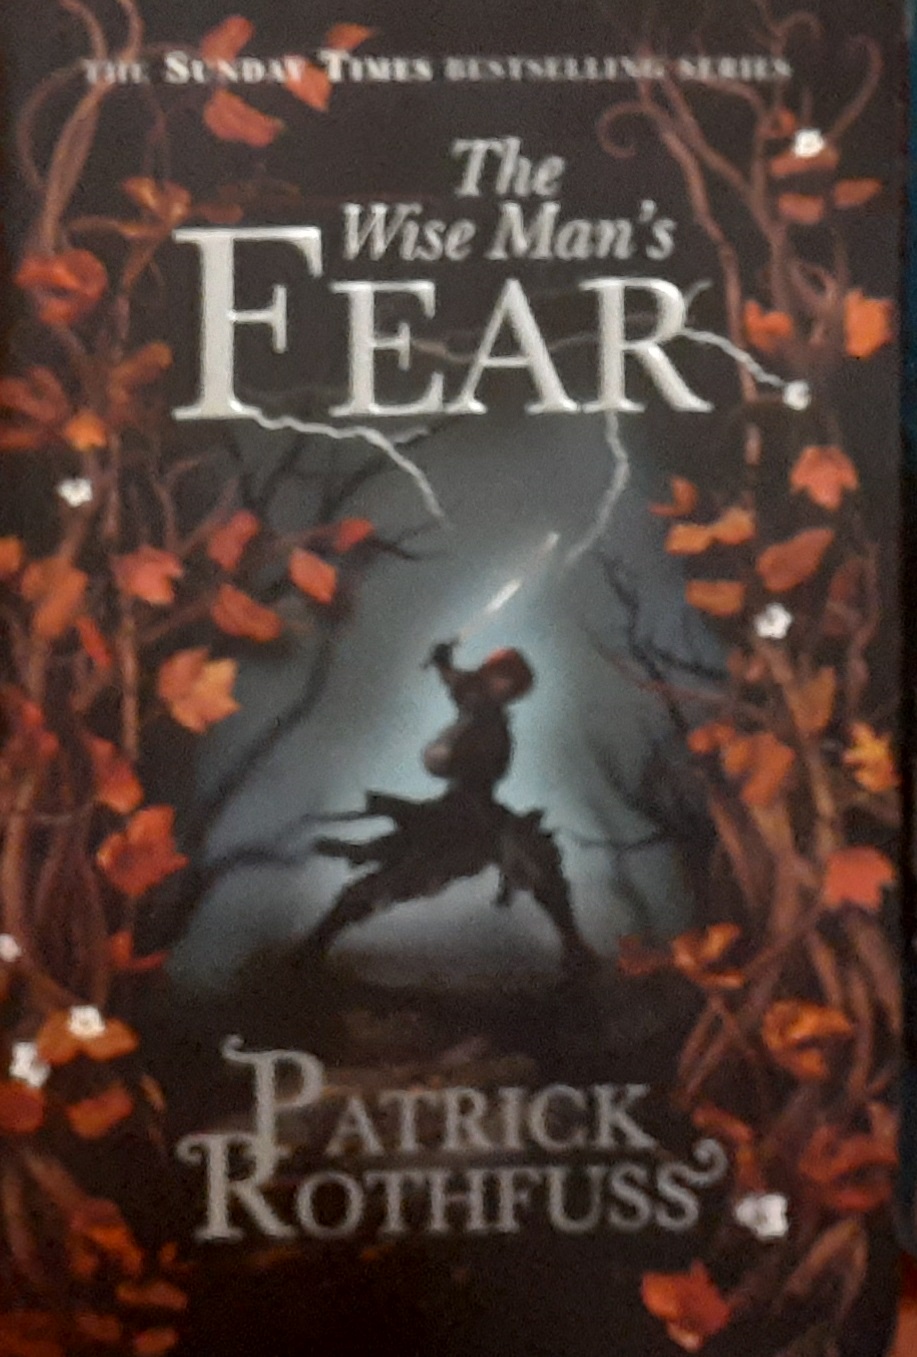 THE SUNDAY TIMES BESTSELLING SERIES
The
Wise Man's
FEAR
PATRICK
ROTHFUSS